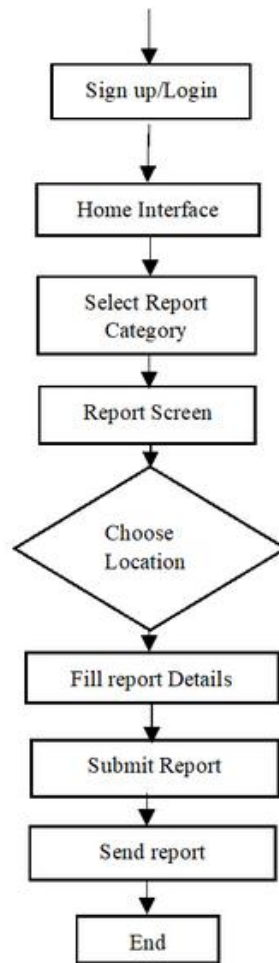 Sign up/Login
Home Interface
Select Report
Category
Report Screen
Choose
Location
Fill report Details
Submit Report
Send report
End